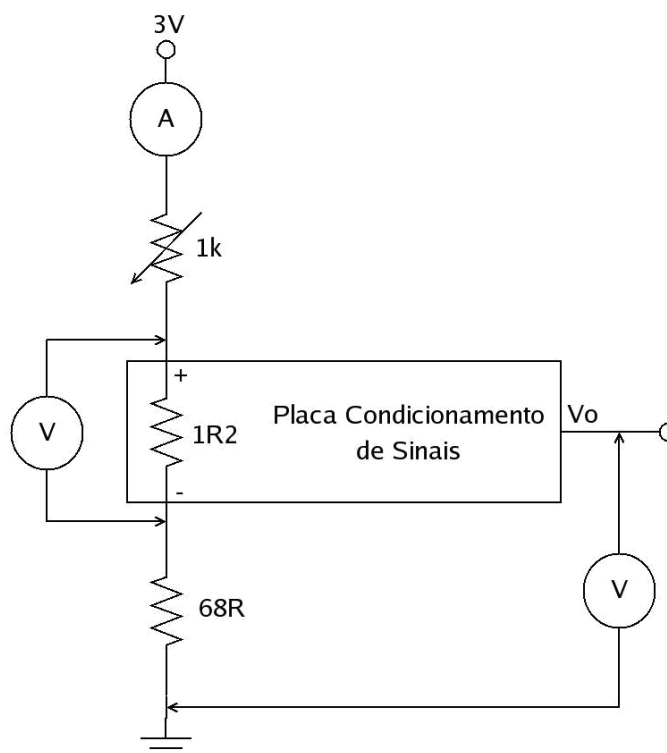 3V
A
1k
+
V
1R2
Placa Condicionamento
de Sinais
Vo
-
V
68R